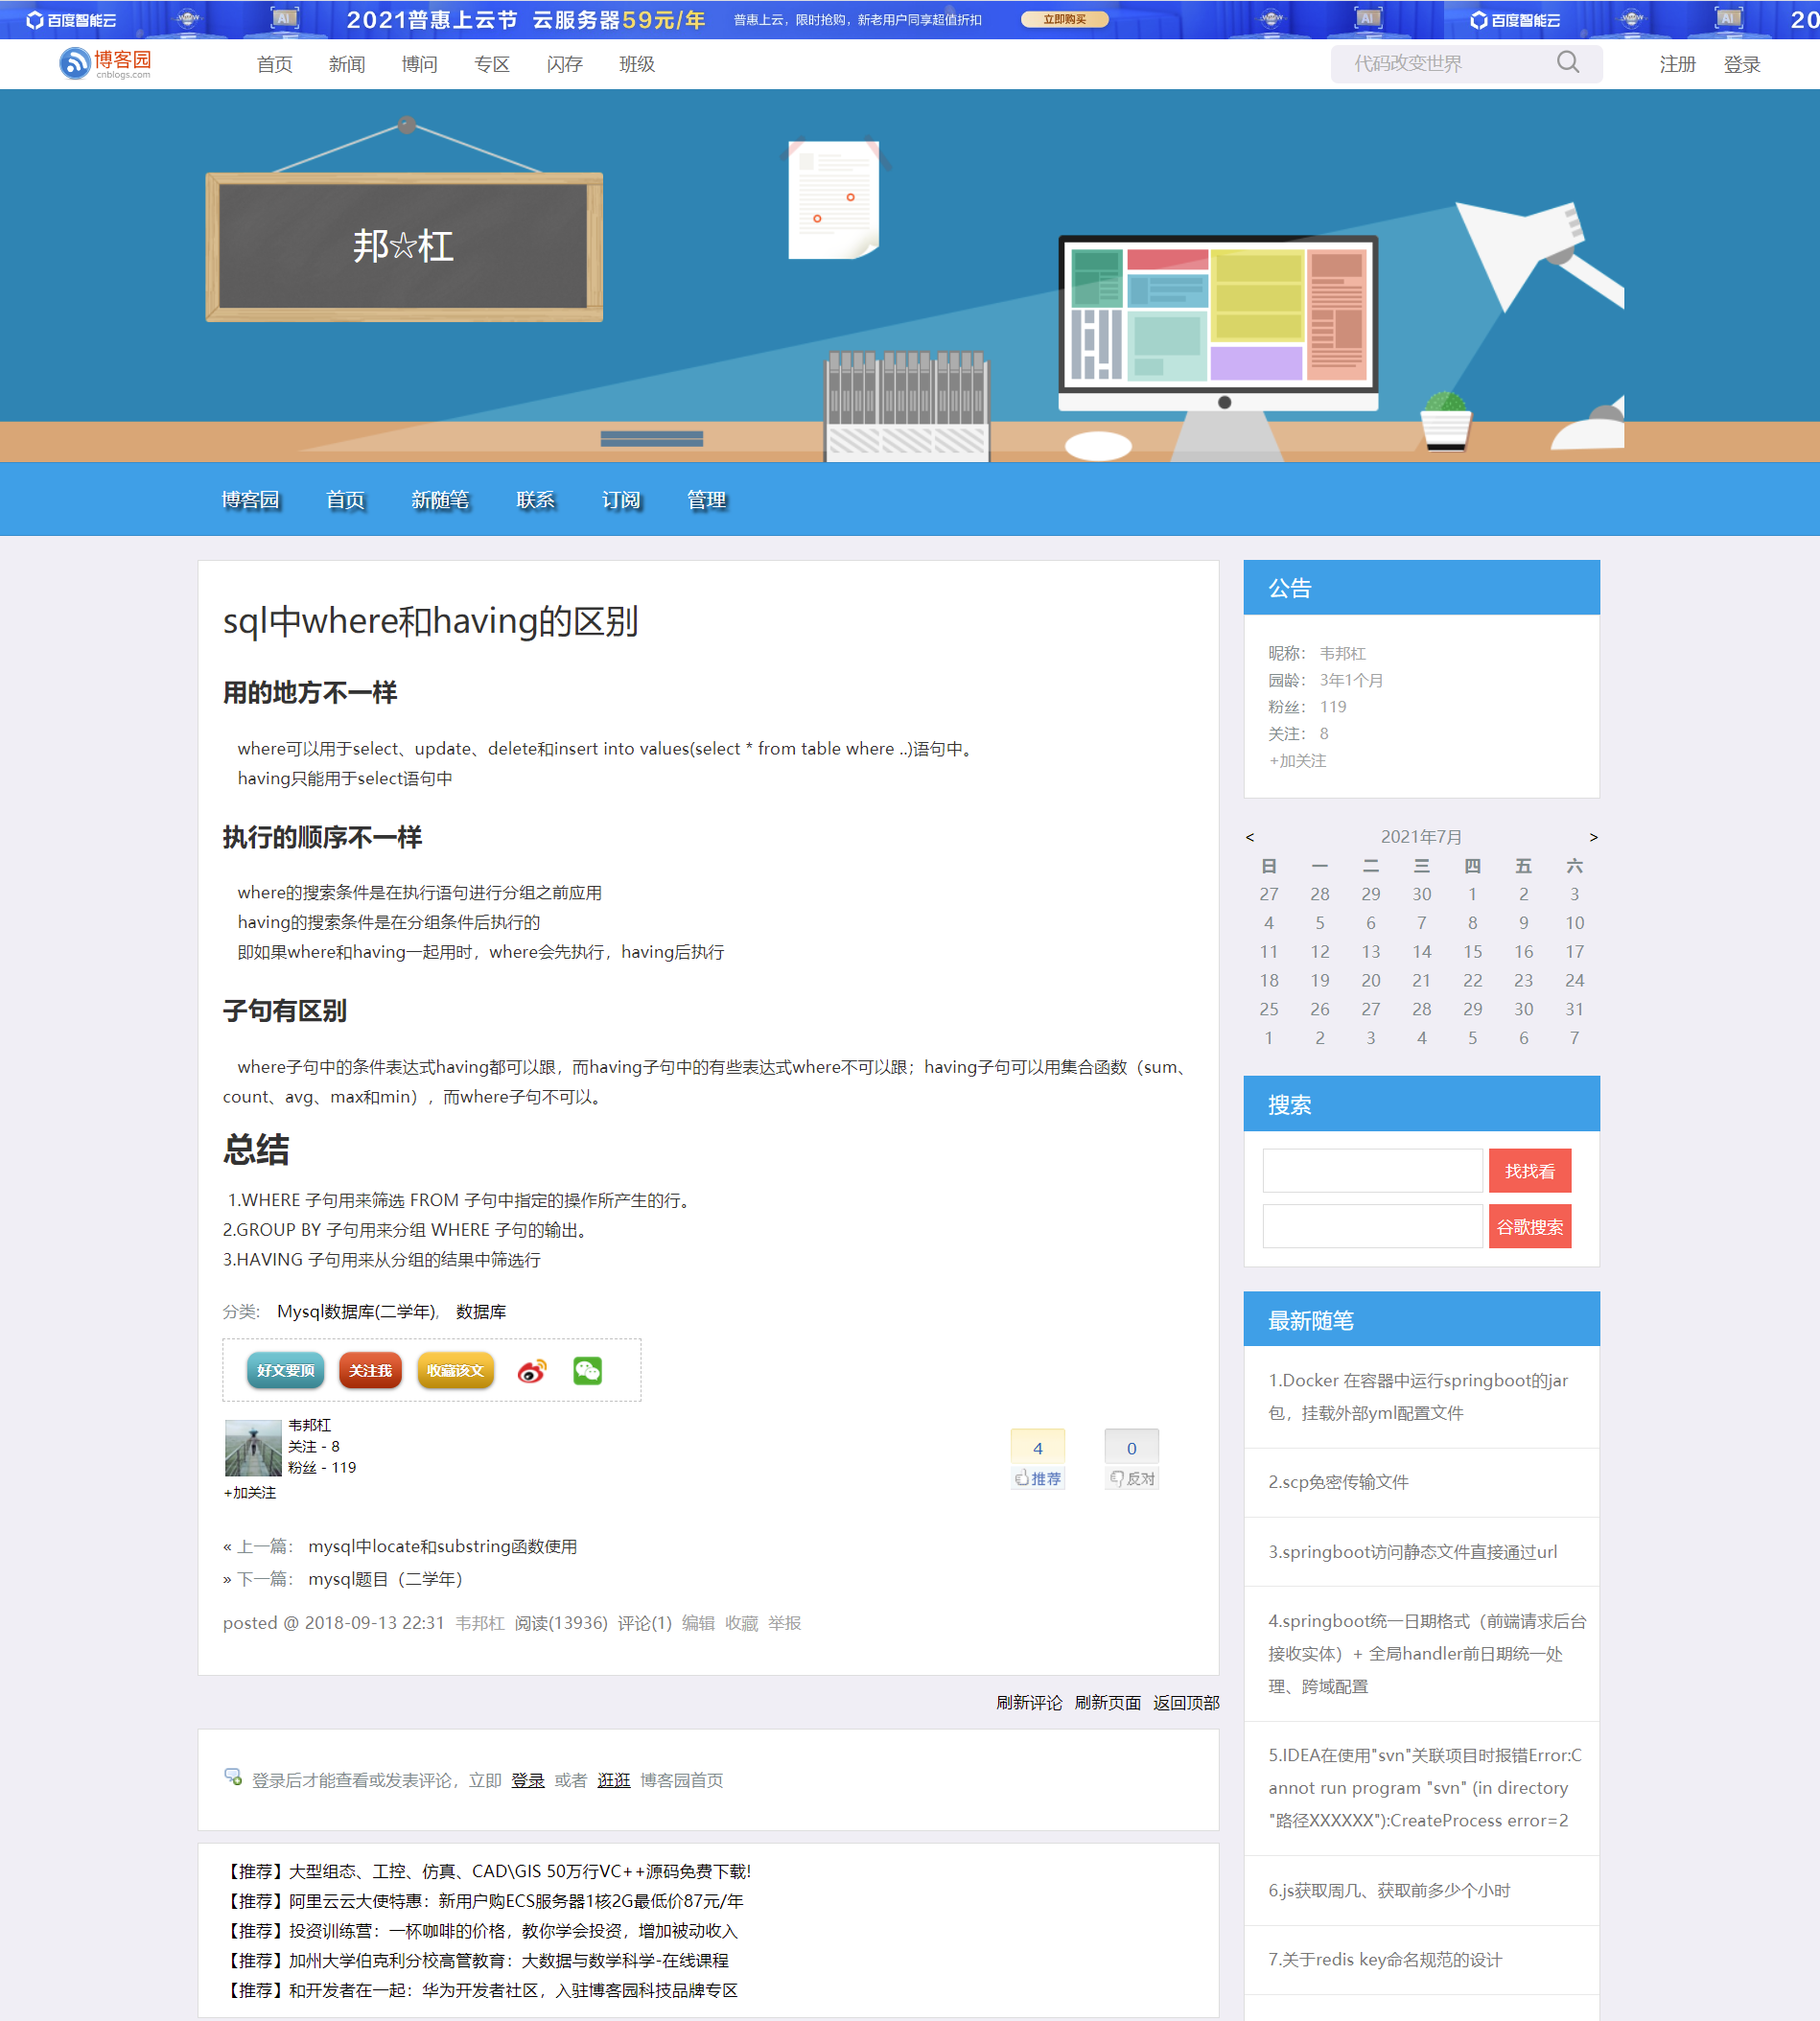 百度智能云
2021普惠上云节 云服务器59元/年
普惠上云，限时抢购，新老用户同享超值折扣
立即购买
百度智能云
20
博客园
cnblogs.com
首页 新闻 博问 专区 闪存 班级
代码改变世界
注册 登录
邦☆杠
博客园 首页 新随笔 联系 订阅 管理
sql中where和having的区别
用的地方不一样
where可以用于select、update、delete和insert into values(select * from table where ..)语句中。
having只能用于select语句中
执行的顺序不一样
where的搜索条件是在执行语句进行分组之前应用
having的搜索条件是在分组条件后执行的
即如果where和having一起用时，where会先执行，having后执行
子句有区别
where子句中的条件表达式having都可以跟，而having子句中的有些表达式where不可以跟；having子句可以用集合函数（sum、
count、avg、max和min），而where子句不可以。
总结
1.WHERE 子句用来筛选 FROM 子句中指定的操作所产生的行。
2.GROUP BY 子句用来分组 WHERE 子句的输出。
3.HAVING 子句用来从分组的结果中筛选行
分类: Mysql数据库(二学年), 数据库
好文要顶 关注我 收藏该文
韦邦杠
关注 - 8
粉丝 - 119
+加关注
4 0
推荐 反对
« 上一篇： mysql中locate和substring函数使用
» 下一篇： mysql题目（二学年）
posted @ 2018-09-13 22:31 韦邦杠 阅读(13936) 评论(1) 编辑 收藏 举报
刷新评论 刷新页面 返回顶部
登录后才能查看或发表评论，立即 登录 或者 逛逛 博客园首页
【推荐】大型组态、工控、仿真、CAD\GIS 50万行VC++源码免费下载!
【推荐】阿里云云大使特惠：新用户购ECS服务器1核2G最低价87元/年
【推荐】投资训练营：一杯咖啡的价格，教你学会投资，增加被动收入
【推荐】加州大学伯克利分校高管教育：大数据与数学科学-在线课程
【推荐】和开发者在一起：华为开发者社区，入驻博客园科技品牌专区
公告
昵称： 韦邦杠
园龄： 3年1个月
粉丝： 119
关注： 8
+加关注
< 2021年7月 >
日 一 二 三 四 五 六
27 28 29 30 1 2 3
4 5 6 7 8 9 10
11 12 13 14 15 16 17
18 19 20 21 22 23 24
25 26 27 28 29 30 31
1 2 3 4 5 6 7
搜索
找找看
谷歌搜索
最新随笔
1.Docker 在容器中运行springboot的jar
包，挂载外部yml配置文件
2.scp免密传输文件
3.springboot访问静态文件直接通过url
4.springboot统一日期格式（前端请求后台
接收实体）+ 全局handler前日期统一处
理、跨域配置
5.IDEA在使用"svn"关联项目时报错Error:C
annot run program "svn" (in directory
"路径XXXXXX"):CreateProcess error=2
6.js获取周几、获取前多少个小时
7.关于redis key命名规范的设计